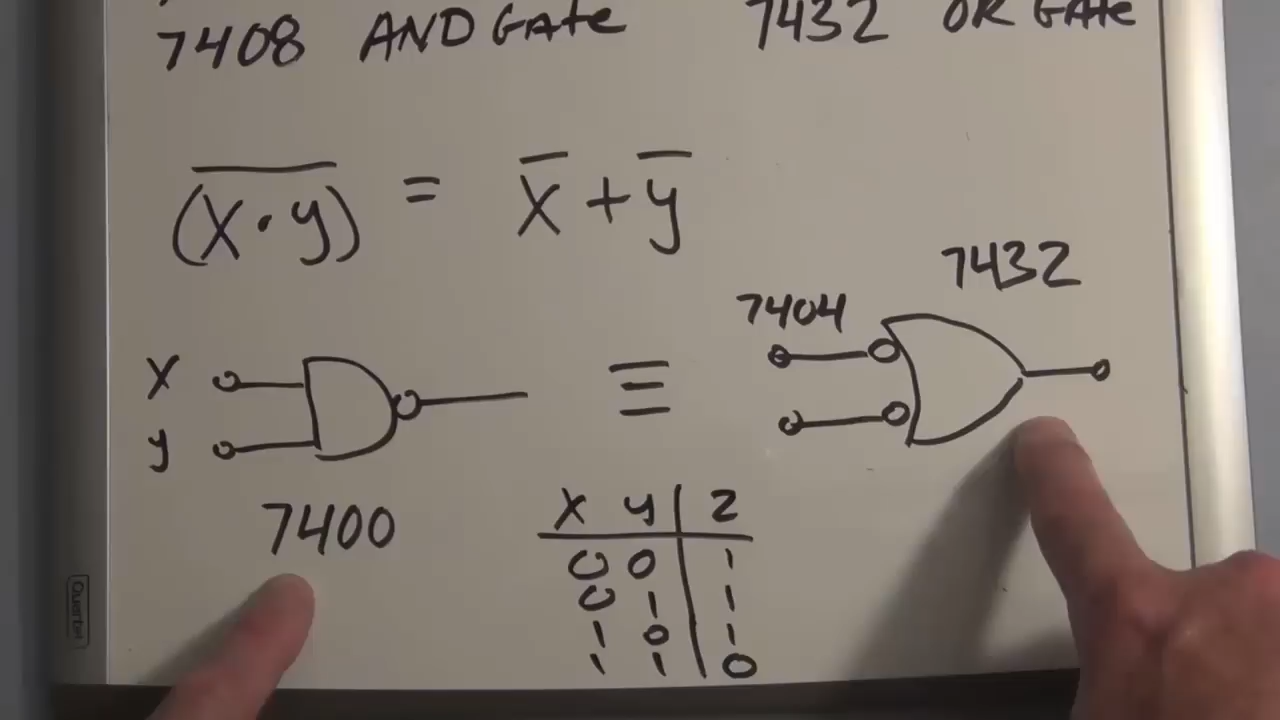 7408 AND GATE 7432 OR GATE
(X·y)̅ = X̅ + y̅
7432
7404
X
≡
y
7400
X y Z
0 0 1
0 1 1
1 0 1
1 1 0
Quartet